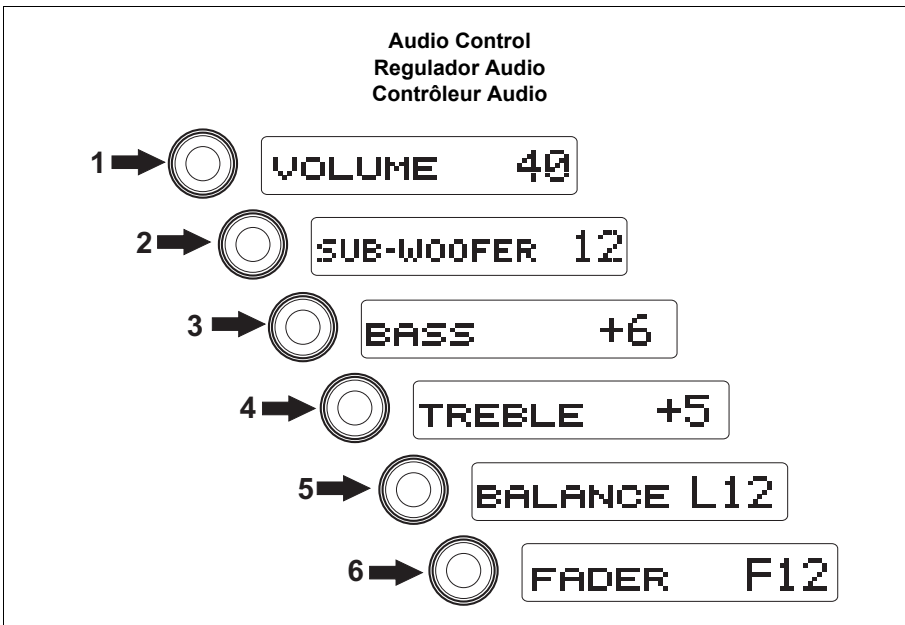 Audio Control
Regulador Audio
Contrôleur Audio
1 VOLUME 40
2 SUB-WOOFER 12
3 BASS +6
4 TREBLE +5
5 BALANCE L12
6 FADER F12